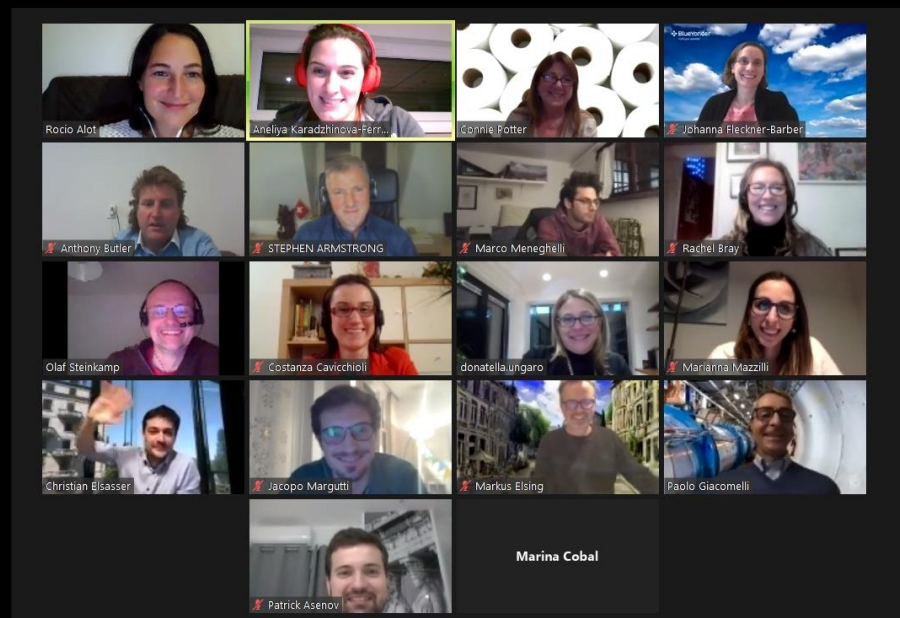 Rocio Alot
Aneliya Karadzhinova-Ferr...
Connie Potter
BlueYonder
Johanna Fleckner-Barber
Anthony Butler
STEPHEN ARMSTRONG
Marco Meneghelli
Rachel Bray
Olaf Steinkamp
Costanza Cavicchioli
donatella.ungaro
Marianna Mazzilli
Christian Elsasser
Jacopo Margutti
Markus Elsing
Paolo Giacomelli
Patrick Asenov
Marina Cobal